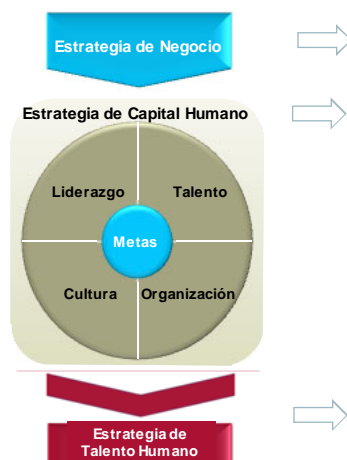 Estrategia de Negocio
Estrategia de Capital Humano
Liderazgo
Talento
Metas
Cultura
Organización
Estrategia de
Talento Humano